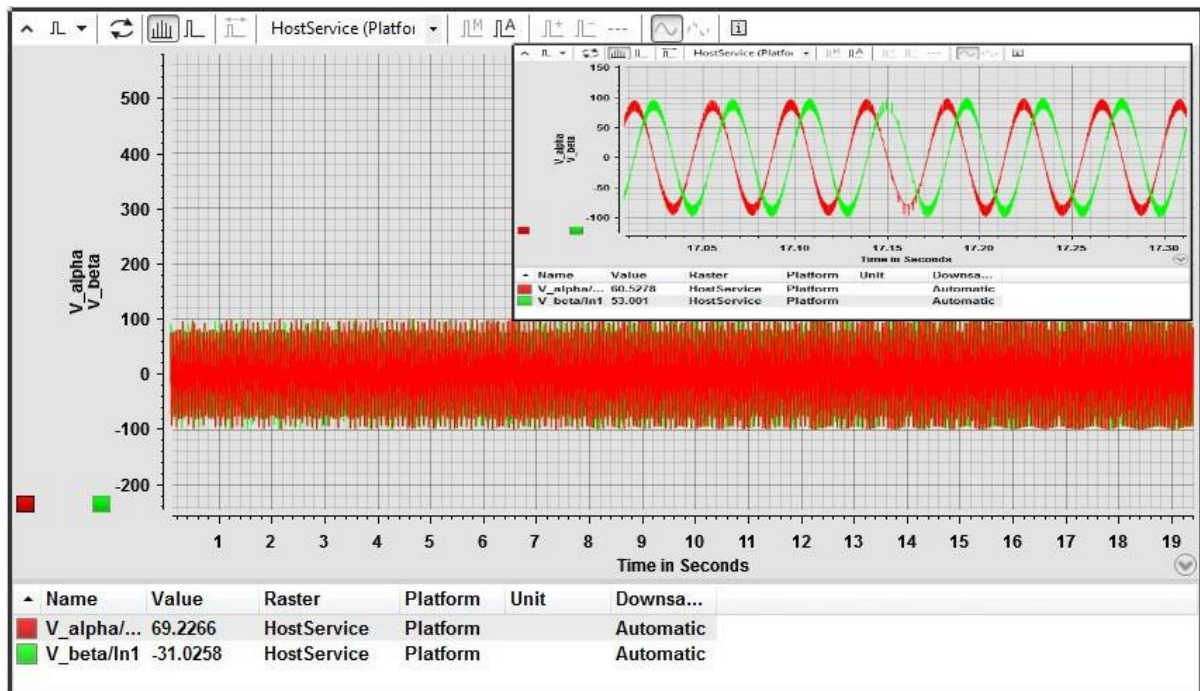 HostService (Platfor
HostService (Platfor
150
100
50
0
-50
-100
V_alpha
V_beta
17.05 17.10 17.15 17.20 17.25 17.30
Time in Seconds
Name Value Raster Platform Unit Downsa...
V_alpha/... 60.5278 HostService Platform Automatic
V_beta/In1 53.001 HostService Platform Automatic
500
400
300
200
100
0
-100
-200
V_alpha
V_beta
1 2 3 4 5 6 7 8 9 10 11 12 13 14 15 16 17 18 19
Time in Seconds
Name Value Raster Platform Unit Downsa...
V_alpha/... 69.2266 HostService Platform Automatic
V_beta/In1 -31.0258 HostService Platform Automatic